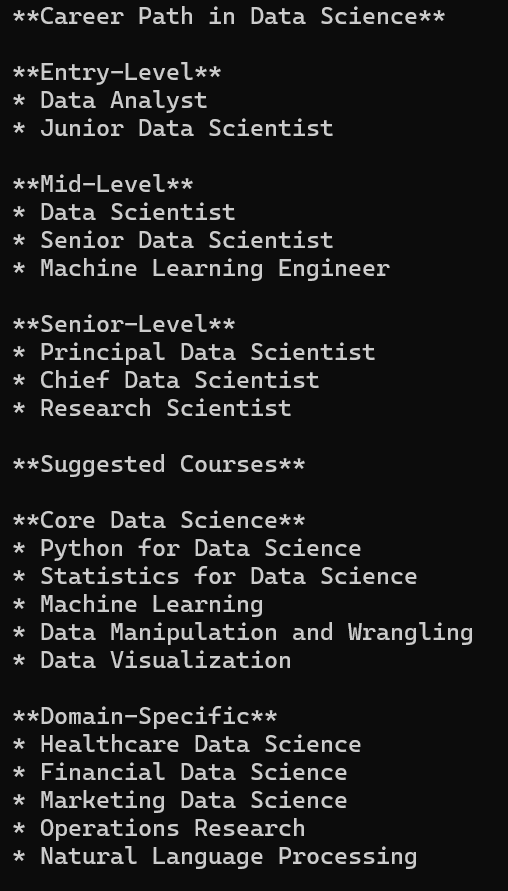 **Career Path in Data Science**
**Entry-Level**
* Data Analyst
* Junior Data Scientist
**Mid-Level**
* Data Scientist
* Senior Data Scientist
* Machine Learning Engineer
**Senior-Level**
* Principal Data Scientist
* Chief Data Scientist
* Research Scientist
**Suggested Courses**
**Core Data Science**
* Python for Data Science
* Statistics for Data Science
* Machine Learning
* Data Manipulation and Wrangling
* Data Visualization
**Domain-Specific**
* Healthcare Data Science
* Financial Data Science
* Marketing Data Science
* Operations Research
* Natural Language Processing